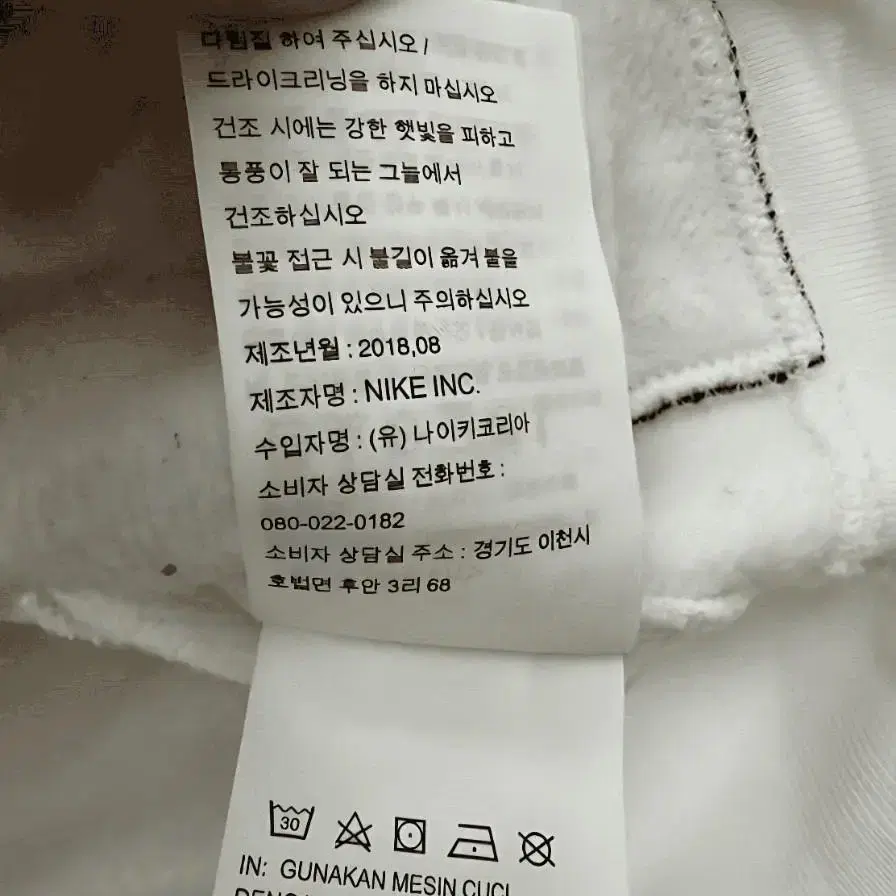 다림질 하여 주십시오 /
드라이크리닝을 하지 마십시오
건조 시에는 강한 햇빛을 피하고
통풍이 잘 되는 그늘에서
건조하십시오
불꽃 접근 시 불길이 옮겨 붙을
가능성이 있으니 주의하십시오
제조년월 : 2018,08
제조자명 : NIKE INC.
수입자명 : (유) 나이키코리아
소비자 상담실 전화번호 :
080-022-0182
소비자 상담실 주소 : 경기도 이천시
호법면 후안 3리 68
30
IN: GUNAKAN MESIN CUCI